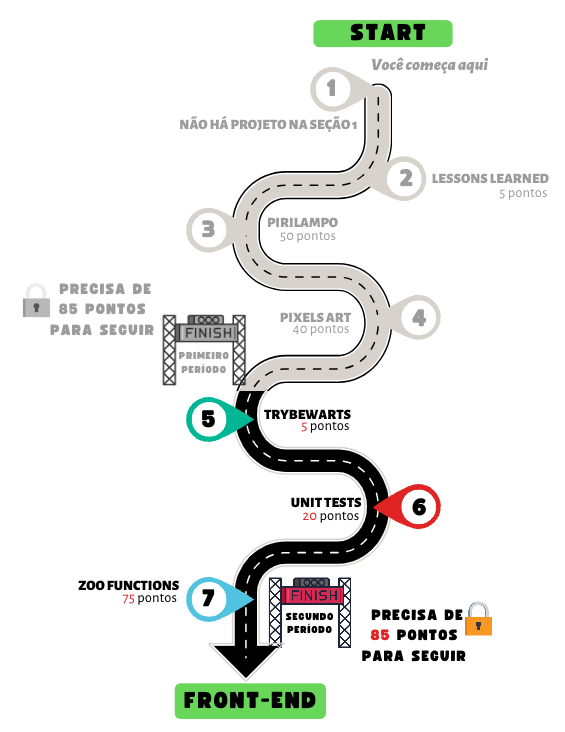 START
Você começa aqui
1
NÃO HÁ PROJETO NA SEÇÃO 1
2
LESSONS LEARNED
5 pontos
3
PIRILAMPO
50 pontos
PRECISA DE
85 PONTOS
PARA SEGUIR
PIXELS ART
40 pontos
4
FINISH
PRIMEIRO
PERÍODO
5
TRYBEWARTS
5 pontos
UNIT TESTS
20 pontos
6
ZOO FUNCTIONS
75 pontos
7
FINISH
SEGUNDO
PERÍODO
PRECISA DE
85 PONTOS
PARA SEGUIR
FRONT-END